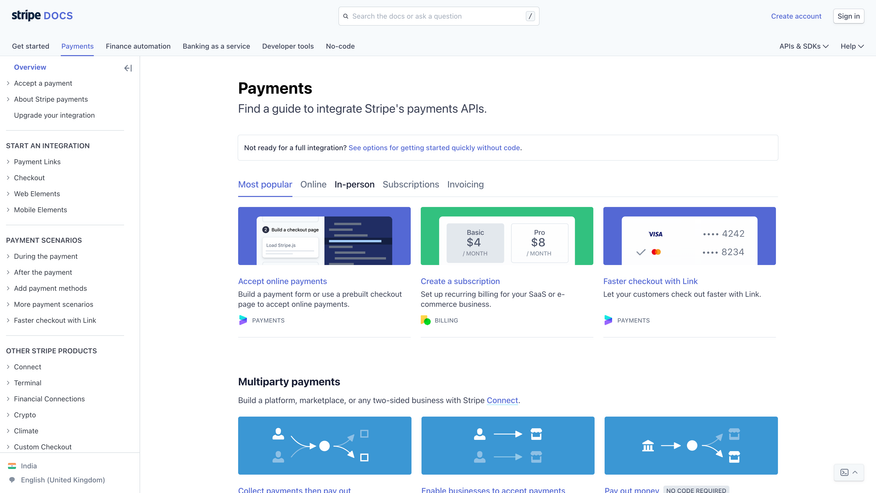 stripe DOCS
Search the docs or ask a question
/
Create account
Sign in
Get started
Payments
Finance automation
Banking as a service
Developer tools
No-code
APIs & SDKs
Help
Overview
Accept a payment
About Stripe payments
Upgrade your integration
START AN INTEGRATION
Payment Links
Checkout
Web Elements
Mobile Elements
PAYMENT SCENARIOS
During the payment
After the payment
Add payment methods
More payment scenarios
Faster checkout with Link
OTHER STRIPE PRODUCTS
Connect
Terminal
Financial Connections
Crypto
Climate
Custom Checkout
India
English (United Kingdom)
Payments
Find a guide to integrate Stripe's payments APIs.
Not ready for a full integration? See options for getting started quickly without code.
Most popular
Online
In-person
Subscriptions
Invoicing
2 Build a checkout page
Load Stripe.js
Accept online payments
Build a payment form or use a prebuilt checkout
page to accept online payments.
PAYMENTS
Basic
$4
/ MONTH
Pro
$8
/ MONTH
Create a subscription
Set up recurring billing for your SaaS or e-
commerce business.
BILLING
VISA
•••• 4242
•••• 8234
Faster checkout with Link
Let your customers check out faster with Link.
PAYMENTS
Multiparty payments
Build a platform, marketplace, or any two-sided business with Stripe Connect.
Collect payments then pay out
Enable businesses to accept payments
Pay out money
NO CODE REQUIRED